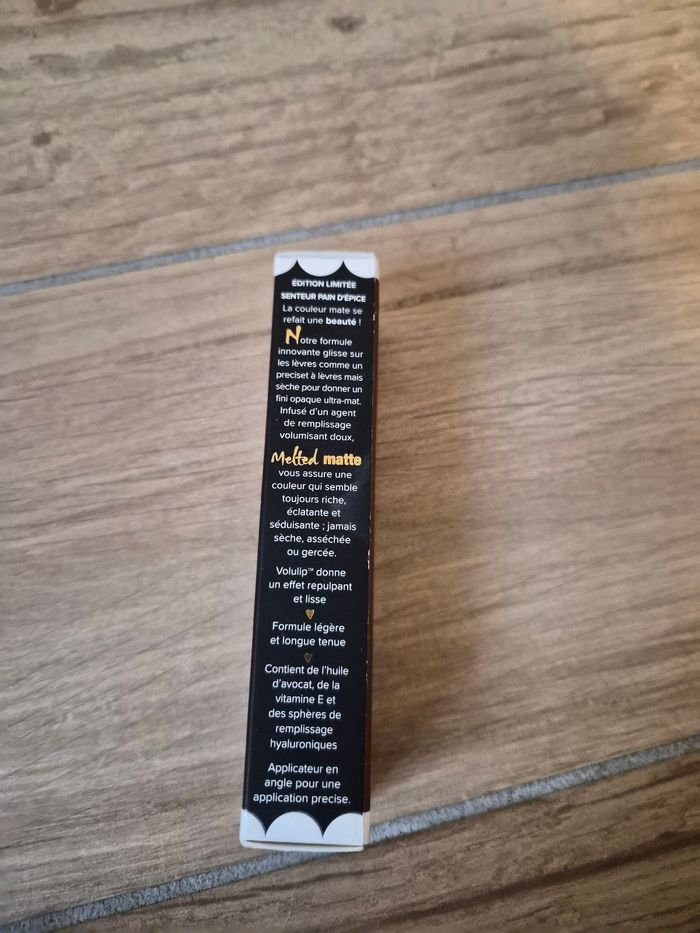 ÉDITION LIMITÉE
SENTEUR PAIN D'ÉPICE
La couleur mate se
refait une beauté !
Notre formule
innovante glisse sur
les lèvres comme un
preciset à lèvres mais
sèche pour donner un
fini opaque ultra-mat.
Infusé d'un agent
de remplissage
volumisant doux,
Melted matte
vous assure une
couleur qui semble
toujours riche,
éclatante et
séduisante ; jamais
sèche, asséchée
ou gercée.
Volulip™ donne
un effet repulpant
et lisse
Formule légère
et longue tenue
Contient de l'huile
d'avocat, de la
vitamine E et
des sphères de
remplissage
hyaluroniques
Applicateur en
angle pour une
application precise.